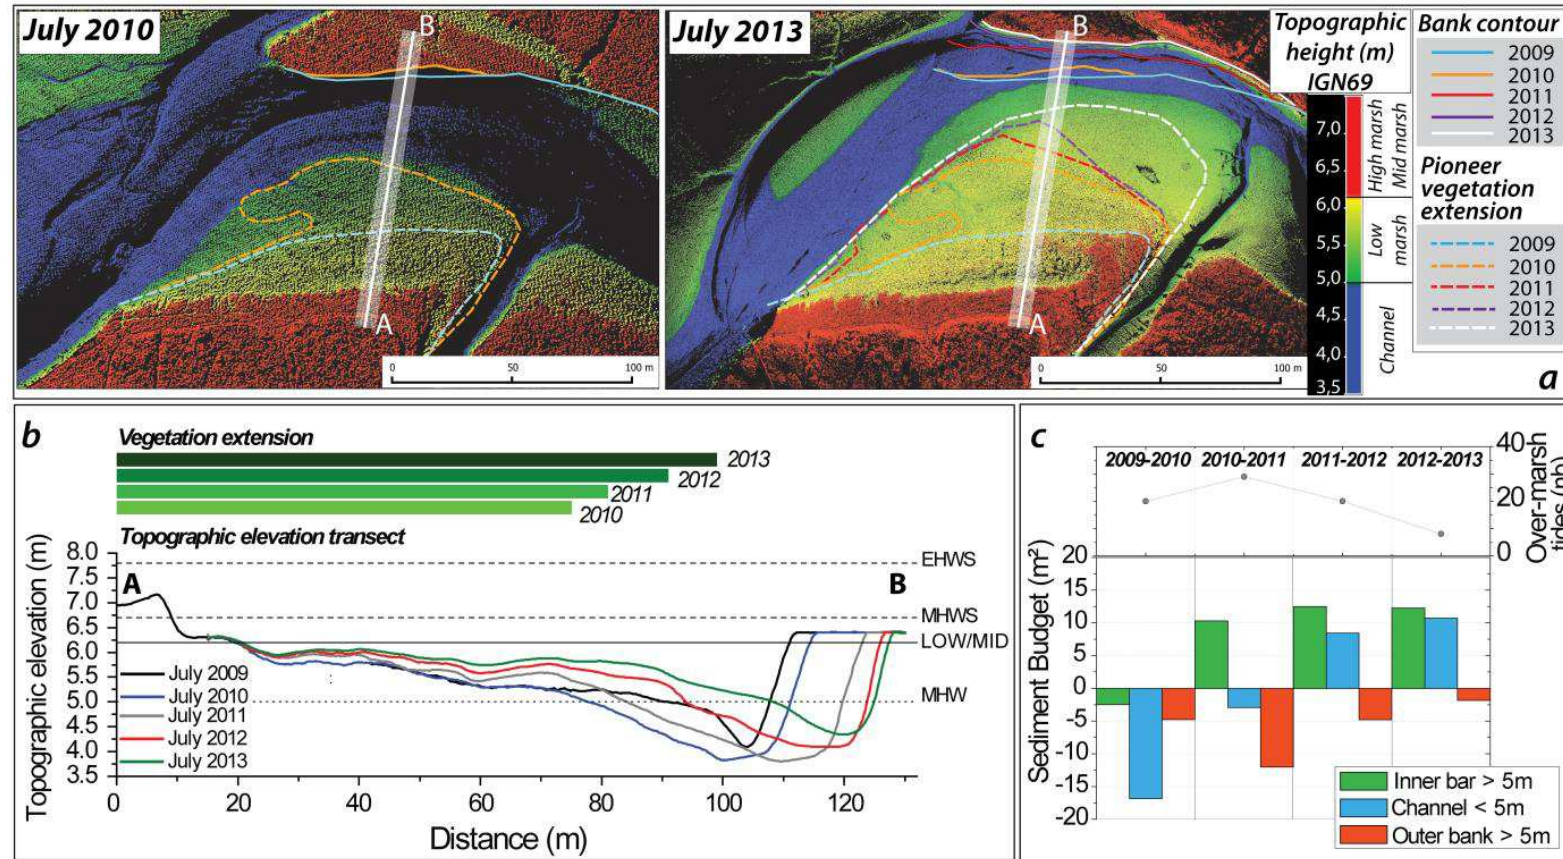 July 2010
B
A
0 50 100 m
July 2013
B
A
0 50 100 m
Topographic
height (m)
IGN69
7,0
6,5
6,0
5,5
5,0
4,5
4,0
3,5
High marsh
Mid marsh
Low
marsh
Channel
Bank contour
2009
2010
2011
2012
2013
Pioneer
vegetation
extension
2009
2010
2011
2012
2013
a
b
Vegetation extension
2013
2012
2011
2010
Topographic elevation transect
Topographic elevation (m)
8.0
7.5
7.0
6.5
6.0
5.5
5.0
4.5
4.0
3.5
A
B
EHWS
MHWS
LOW/MID
MHW
July 2009
July 2010
July 2011
July 2012
July 2013
0 20 40 60 80 100 120
Distance (m)
c
2009-2010 2010-2011 2011-2012 2012-2013
40
20
0
Over-marsh
tides (nb)
Sediment Budget (m²)
20
15
10
5
0
-5
-10
-15
-20
Inner bar > 5m
Channel < 5m
Outer bank > 5m